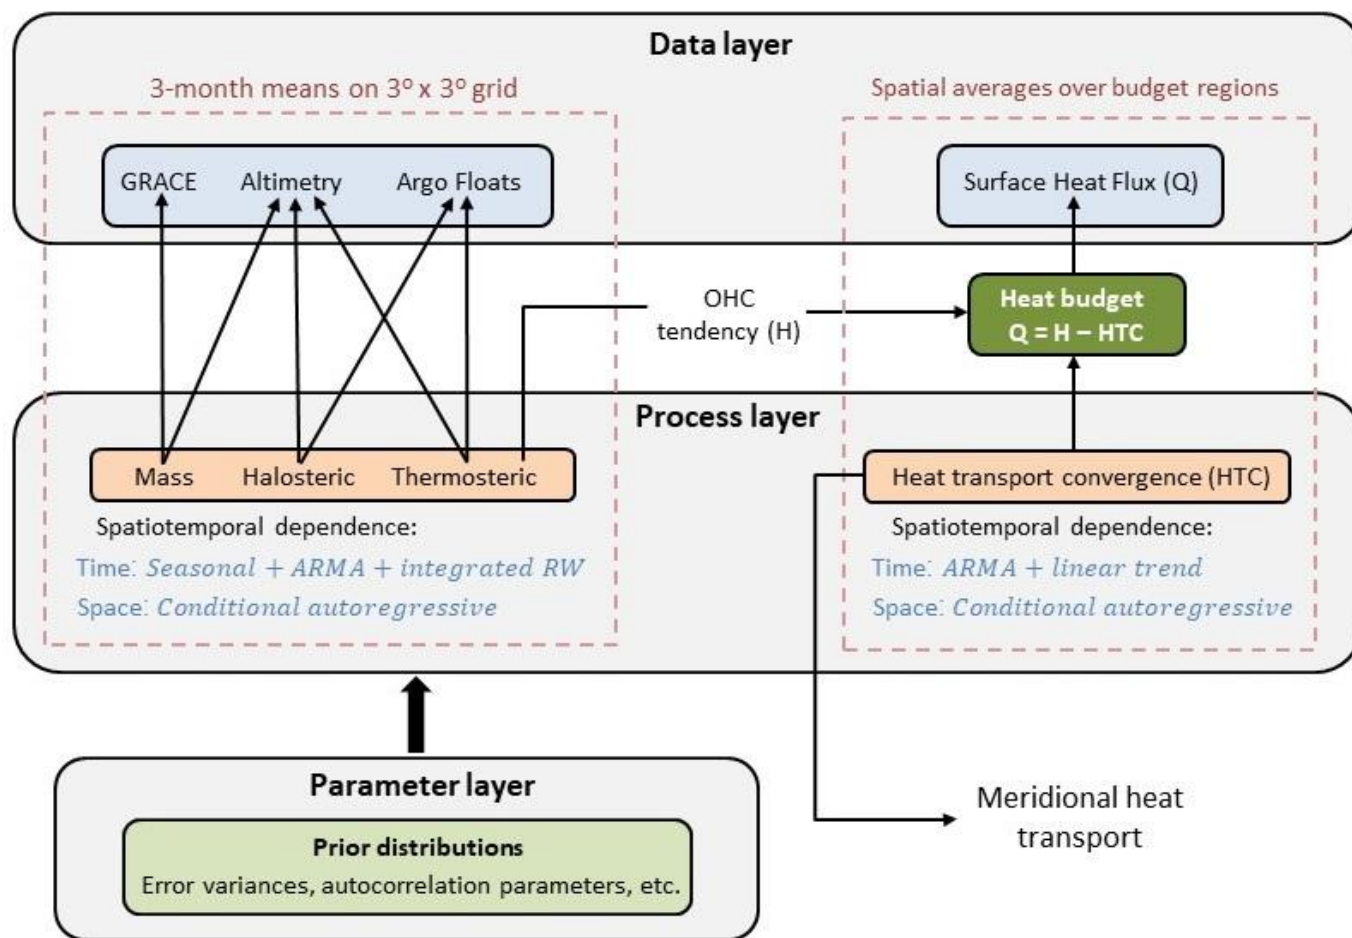 Data layer
3-month means on 3° x 3° grid
Spatial averages over budget regions
GRACE Altimetry Argo Floats
Surface Heat Flux (Q)
OHC
tendency (H)
Heat budget
Q = H – HTC
Process layer
Mass Halosteric Thermosteric
Spatiotemporal dependence:
Time: Seasonal + ARMA + integrated RW
Space: Conditional autoregressive
Heat transport convergence (HTC)
Spatiotemporal dependence:
Time: ARMA + linear trend
Space: Conditional autoregressive
Parameter layer
Prior distributions
Error variances, autocorrelation parameters, etc.
Meridional heat
transport